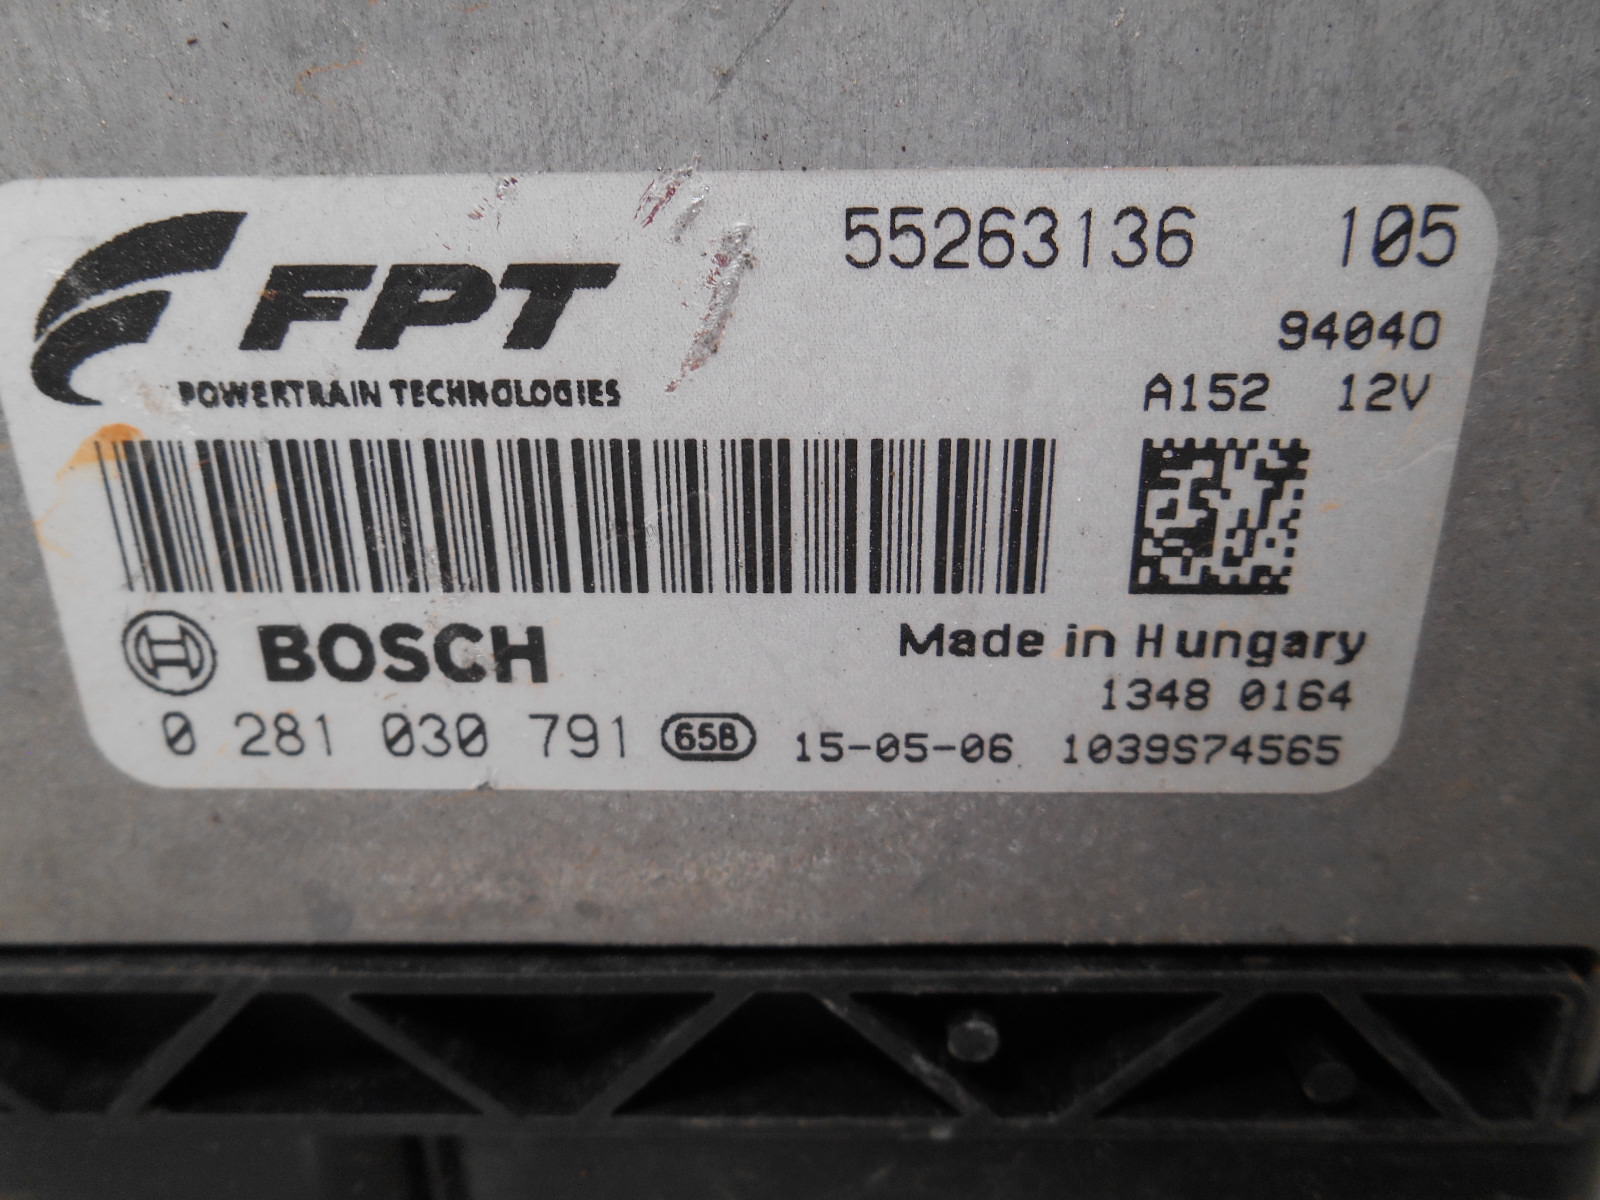 FPT 55263136 105
94040
POWERTRAIN TECHNOLOGIES A152 12V
BOSCH Made in Hungary
1348 0164
0 281 030 791 65B 15-05-06 1039S74565